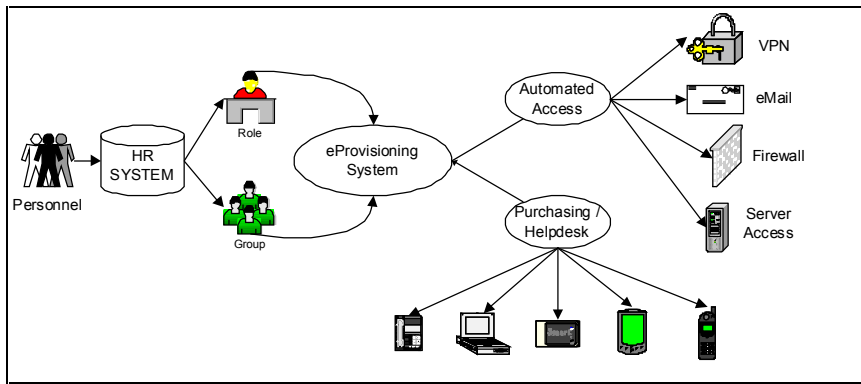 Personnel
HR
SYSTEM
Role
Group
eProvisioning
System
Automated
Access
Purchasing /
Helpdesk
VPN
eMail
Firewall
Server
Access